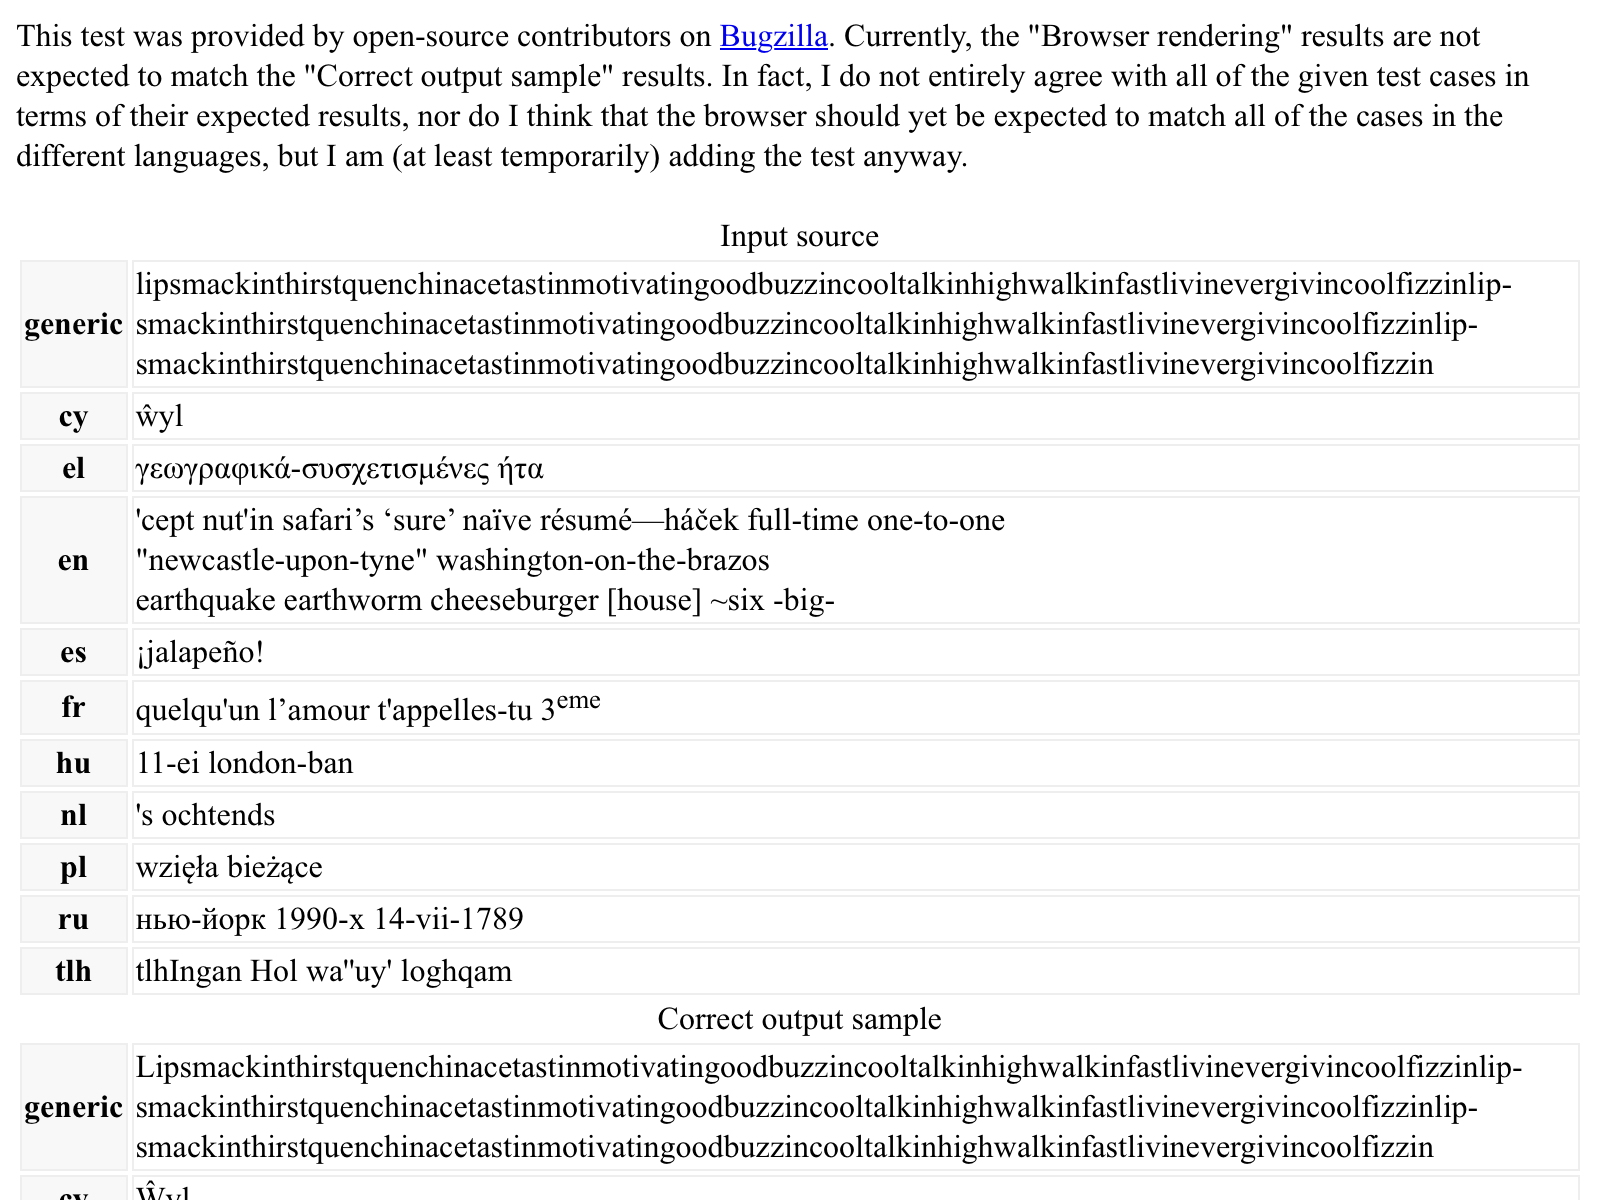 This test was provided by open-source contributors on Bugzilla. Currently, the "Browser rendering" results are not
expected to match the "Correct output sample" results. In fact, I do not entirely agree with all of the given test cases in
terms of their expected results, nor do I think that the browser should yet be expected to match all of the cases in the
different languages, but I am (at least temporarily) adding the test anyway.
Input source
generic
lipsmackinthirstquenchinacetastinmotivatingoodbuzzincooltalkinhighwalkinfastlivinevergivincoolfizzinlip-
smackinthirstquenchinacetastinmotivatingoodbuzzincooltalkinhighwalkinfastlivinevergivincoolfizzinlip-
smackinthirstquenchinacetastinmotivatingoodbuzzincooltalkinhighwalkinfastlivinevergivincoolfizzin
cy ŵyl
el γεωγραφικά-συσχετισμένες ήτα
en
'cept nut'in safari’s ‘sure’ naïve résumé—háček full-time one-to-one
"newcastle-upon-tyne" washington-on-the-brazos
earthquake earthworm cheeseburger [house] ~six -big-
es ¡jalapeño!
fr quelqu'un l’amour t'appelles-tu 3eme
hu 11-ei london-ban
nl 's ochtends
pl wzięła bieżące
ru нью-йорк 1990-х 14-vii-1789
tlh tlhIngan Hol wa''uy' loghqam
Correct output sample
generic
Lipsmackinthirstquenchinacetastinmotivatingoodbuzzincooltalkinhighwalkinfastlivinevergivincoolfizzinlip-
smackinthirstquenchinacetastinmotivatingoodbuzzincooltalkinhighwalkinfastlivinevergivincoolfizzinlip-
smackinthirstquenchinacetastinmotivatingoodbuzzincooltalkinhighwalkinfastlivinevergivincoolfizzin
cy Ŵyl